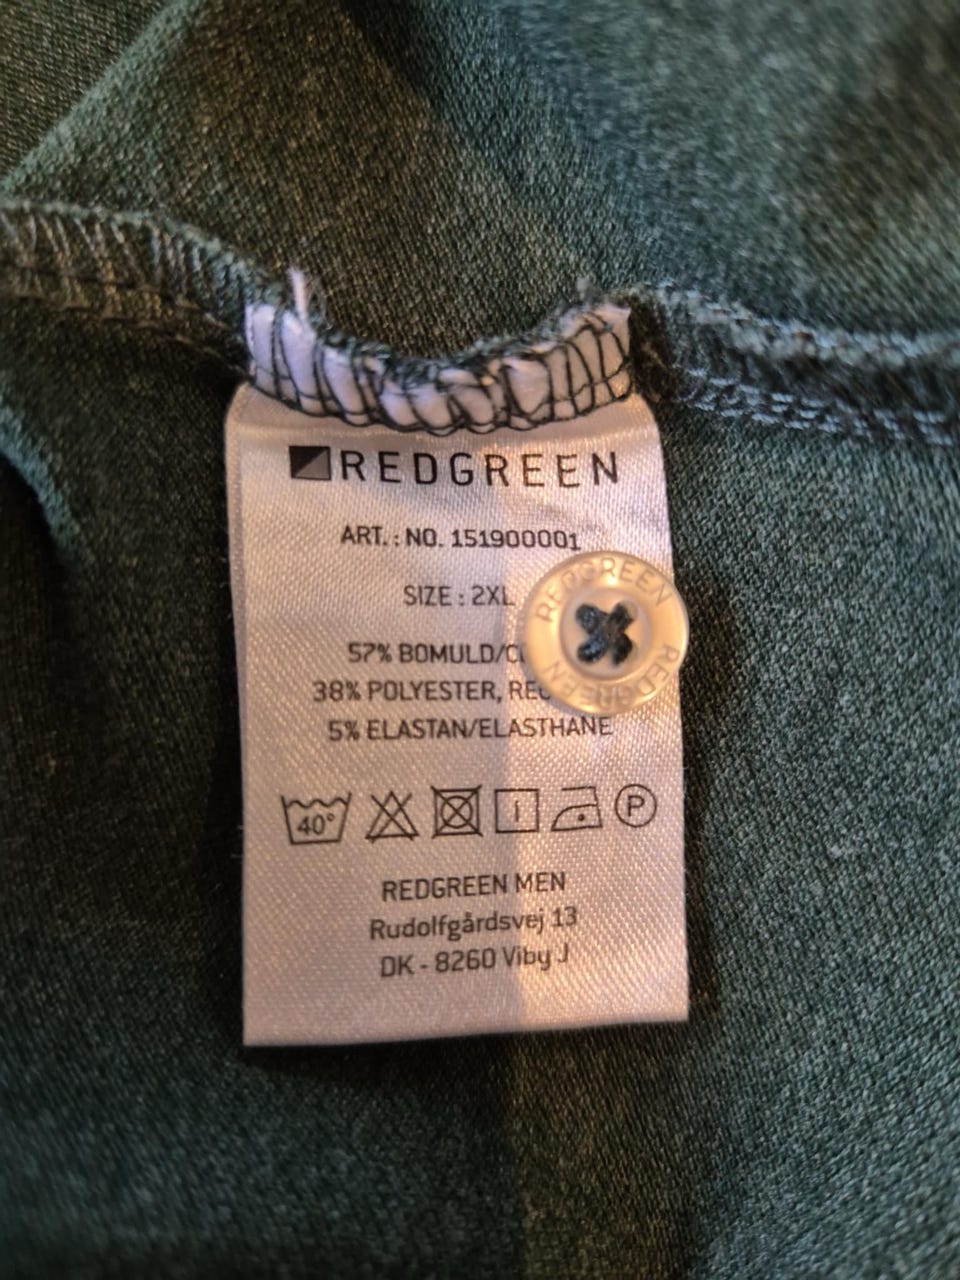 REDGREEN
ART.: NO. 151900001
SIZE : 2XL
57% BOMULD/
38% POLYESTER,
5% ELASTAN/ELASTHANE
40°
P
REDGREEN MEN
Rudolfgårdsvej 13
DK - 8260 Viby J
REDGREEN
REDGREEN
REDGREEN